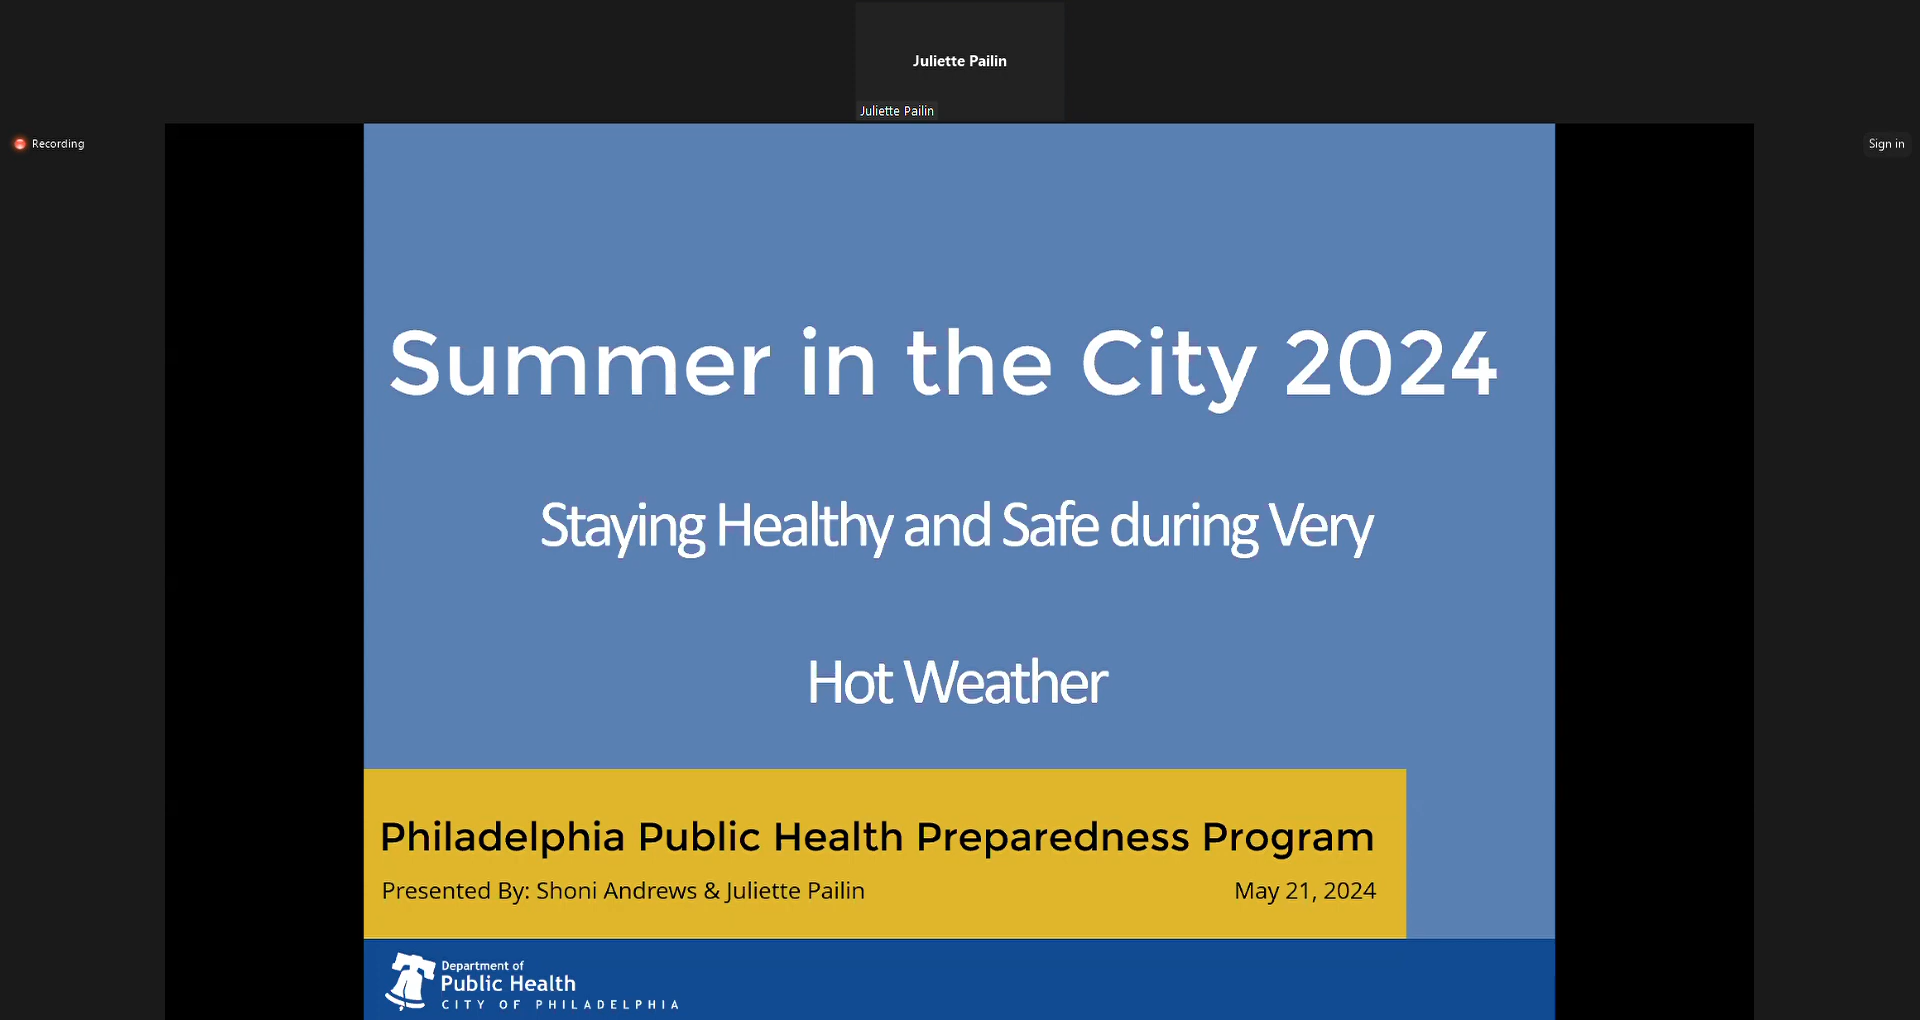 Juliette Pailin
Juliette Pailin
Recording
Sign in
Summer in the City 2024
Staying Healthy and Safe during Very
Hot Weather
Philadelphia Public Health Preparedness Program
Presented By: Shoni Andrews & Juliette Pailin
May 21, 2024
Department of
Public Health
CITY OF PHILADELPHIA